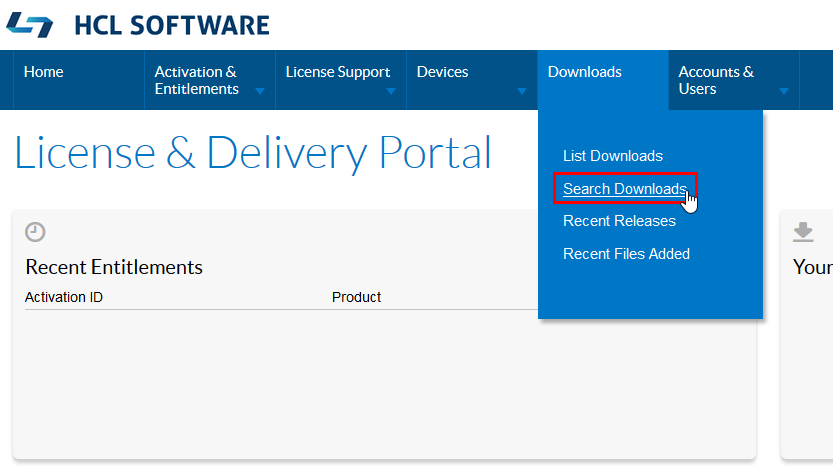 HCL SOFTWARE
Home
Activation &
Entitlements
License Support
Devices
Downloads
Accounts &
Users
License & Delivery Portal
List Downloads
Search Downloads
Recent Releases
Recent Files Added
Recent Entitlements
Activation ID
Product
Your